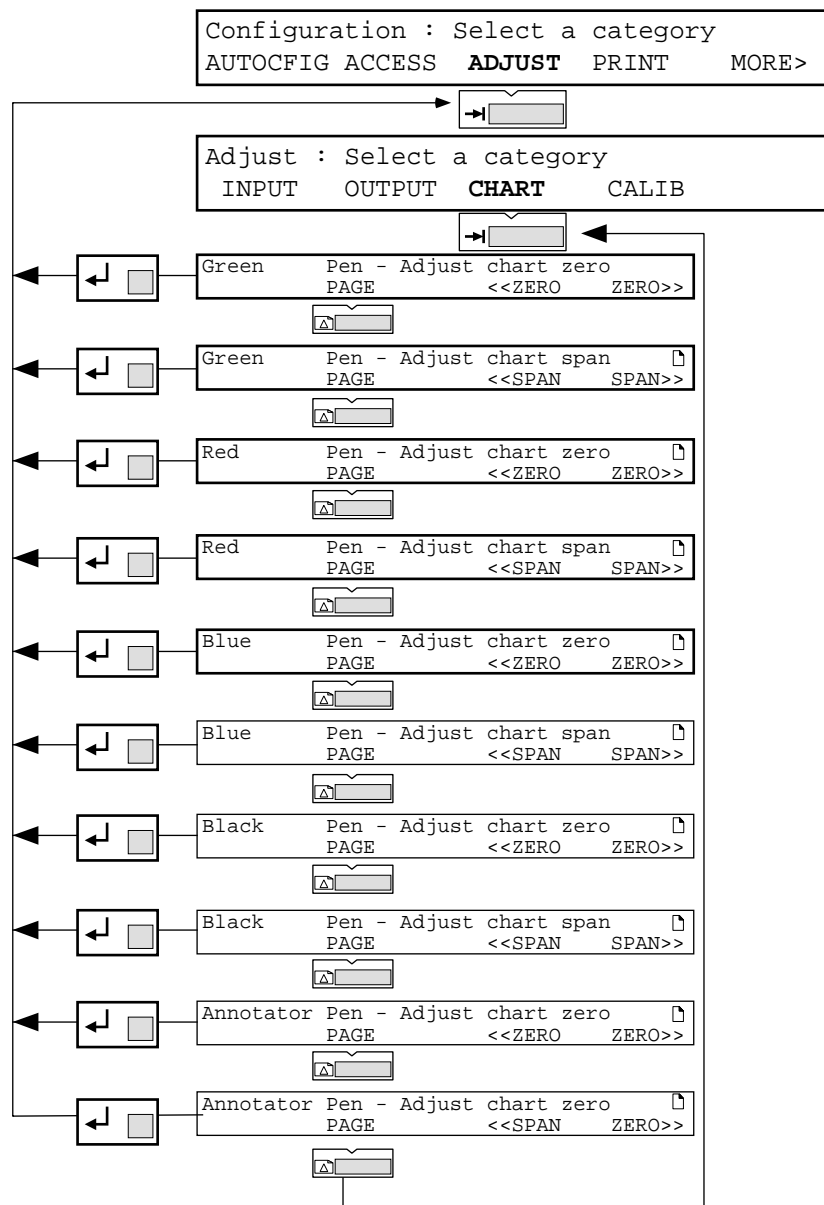 Configuration : Select a category
AUTOCFIG ACCESS ADJUST PRINT MORE>
Adjust : Select a category
INPUT OUTPUT CHART CALIB
Green Pen - Adjust chart zero
PAGE <<ZERO ZERO>>
Green Pen - Adjust chart span
PAGE <<SPAN SPAN>>
Red Pen - Adjust chart zero
PAGE <<ZERO ZERO>>
Red Pen - Adjust chart span
PAGE <<SPAN SPAN>>
Blue Pen - Adjust chart zero
PAGE <<ZERO ZERO>>
Blue Pen - Adjust chart span
PAGE <<SPAN SPAN>>
Black Pen - Adjust chart zero
PAGE <<ZERO ZERO>>
Black Pen - Adjust chart span
PAGE <<SPAN SPAN>>
Annotator Pen - Adjust chart zero
PAGE <<ZERO ZERO>>
Annotator Pen - Adjust chart zero
PAGE <<SPAN ZERO>>